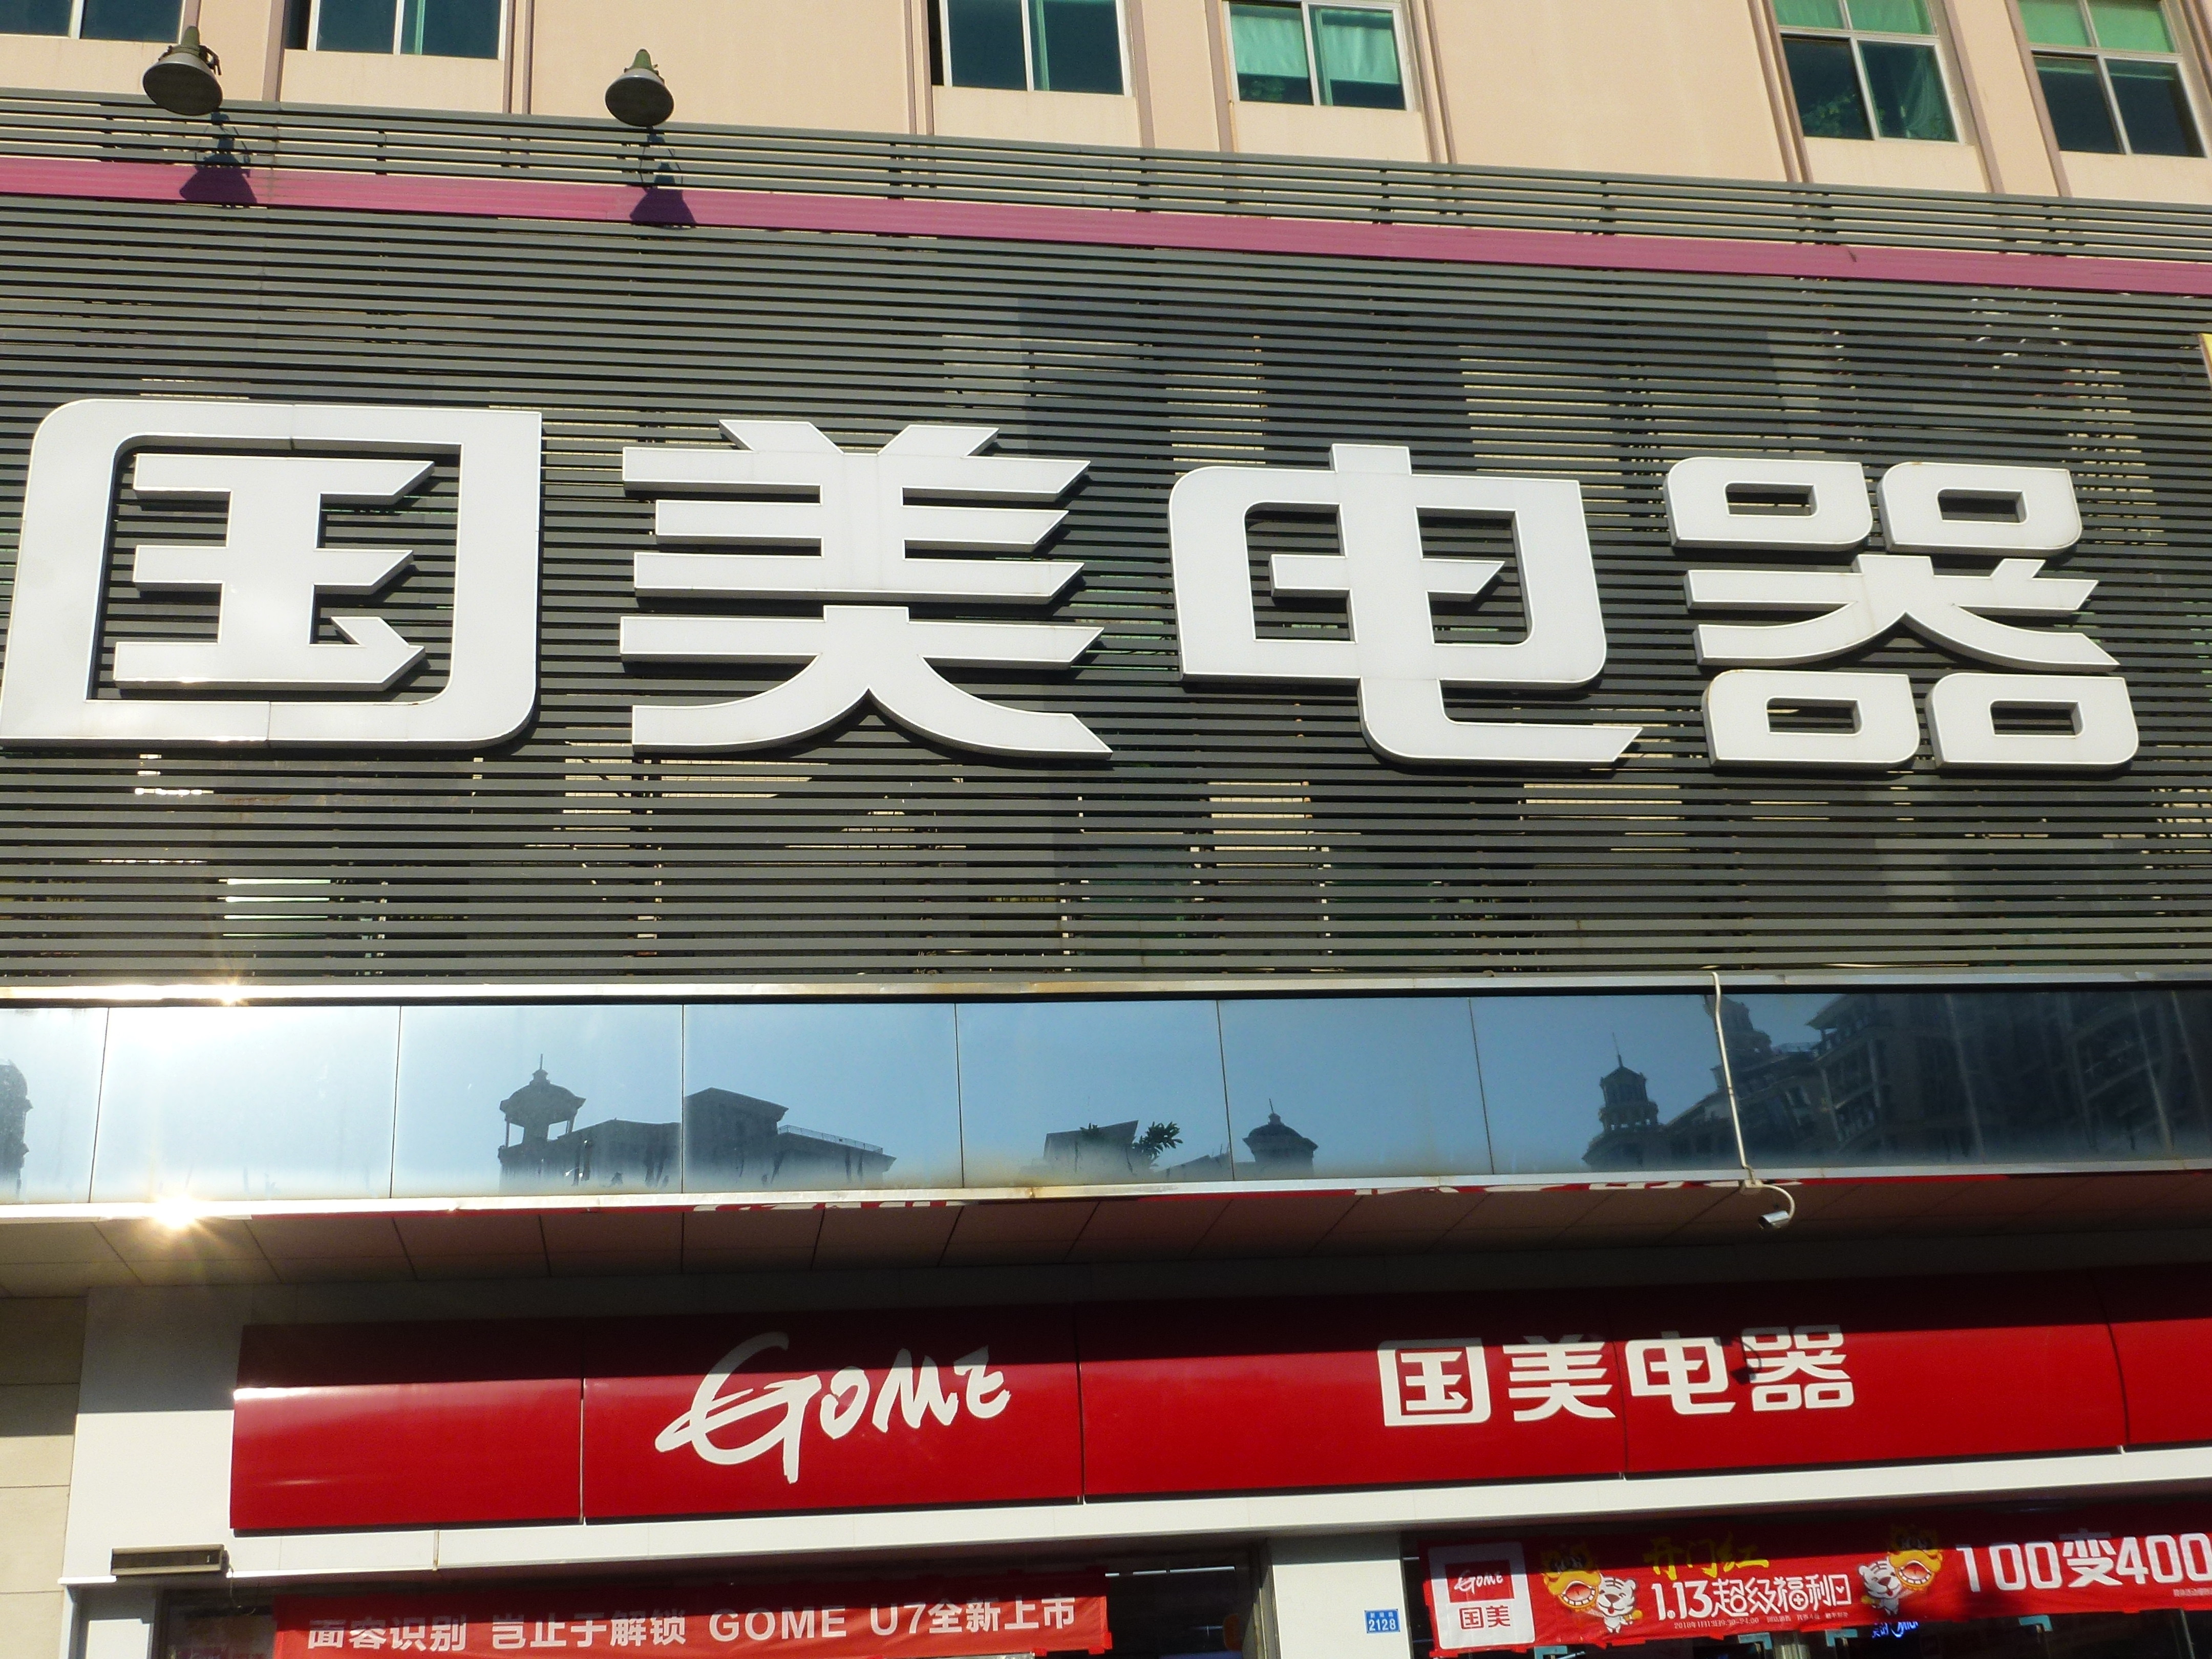 国美电器
GOME 国美电器
面容识别 岂止于解锁 GOME U7全新上市
2128
GOME
国美
开门红
1.13超级福利日
100变400